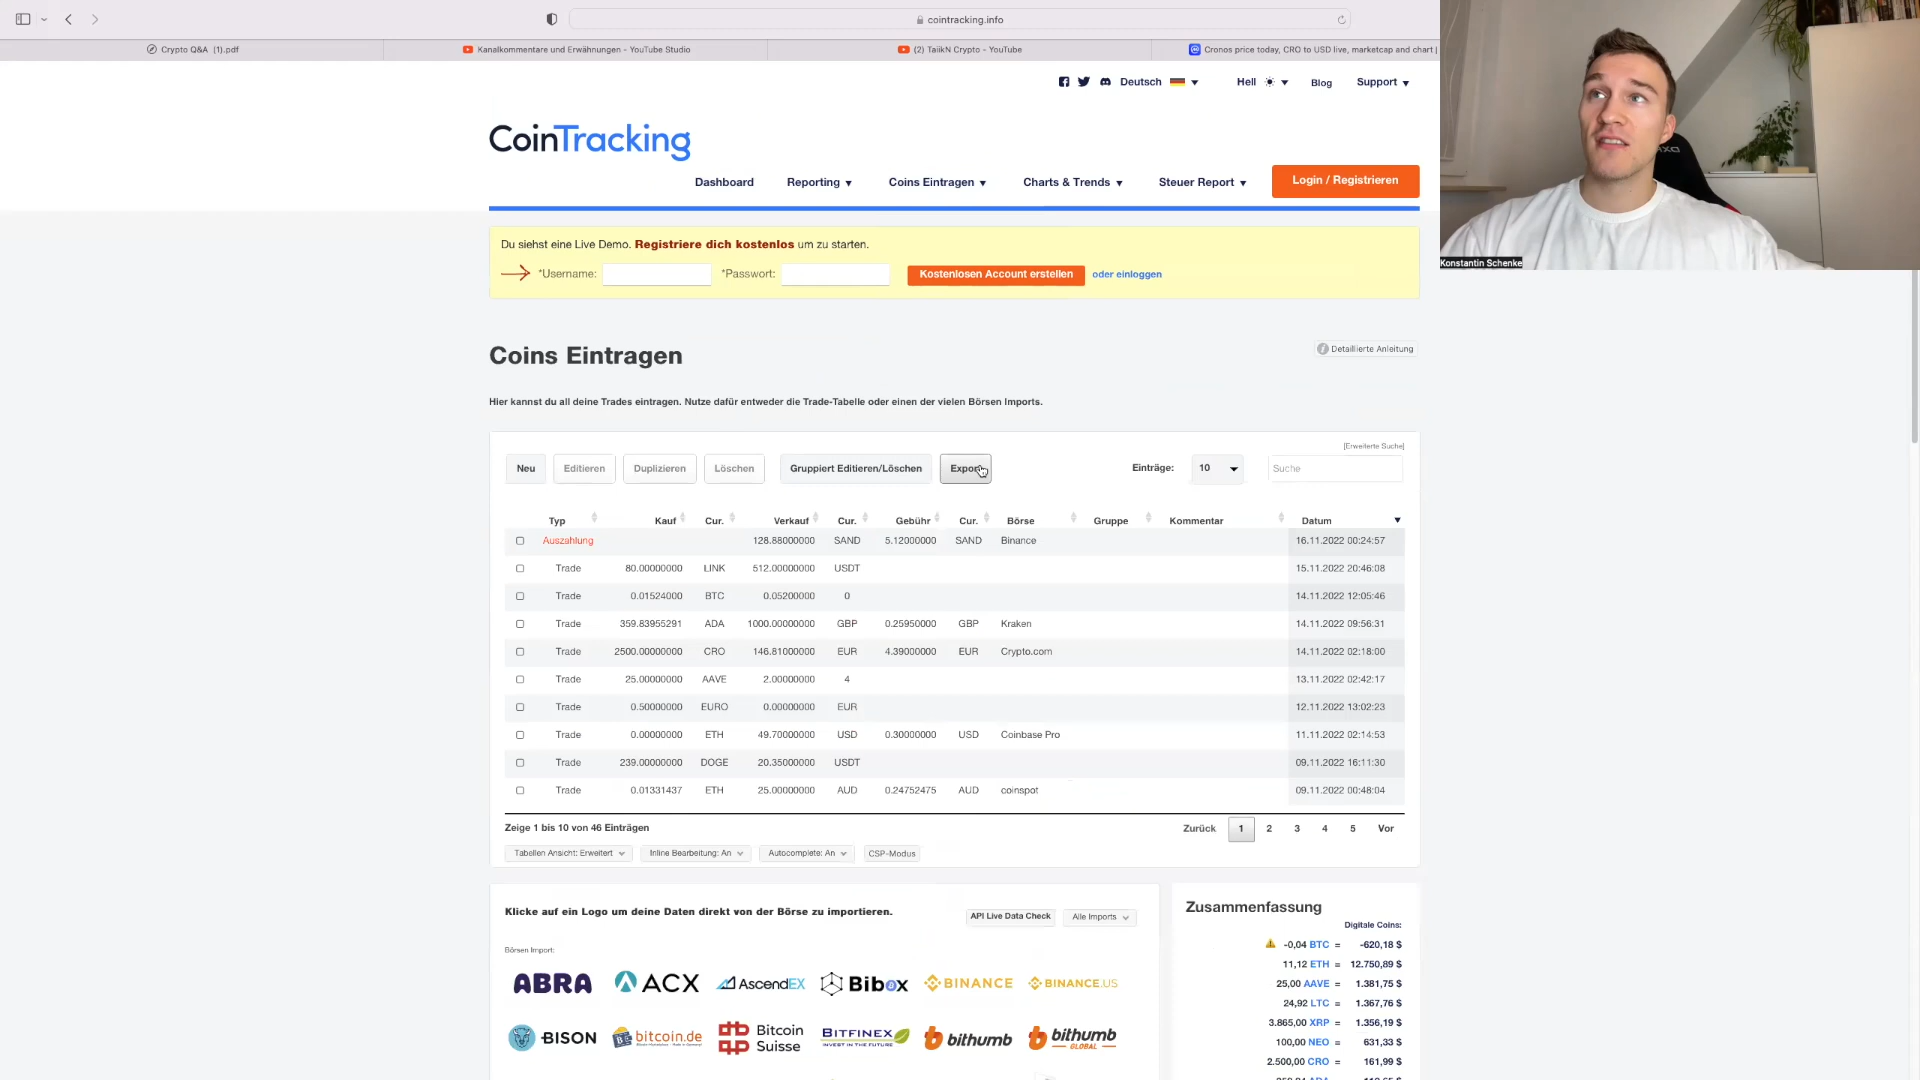 cointracking.info
Crypto Q&A (1).pdf
Kanalkommentare und Erwähnungen - YouTube Studio
(2) TaiikN Crypto - YouTube
Cronos price today, CRO to USD live, marketcap and chart |
Deutsch
Hell
Blog
Support
CoinTracking
Dashboard
Reporting
Coins Eintragen
Charts & Trends
Steuer Report
Login / Registrieren
Konstantin Schenke
Du siehst eine Live Demo. Registriere dich kostenlos um zu starten.
*Username:
*Passwort:
Kostenlosen Account erstellen
oder einloggen
Coins Eintragen
Detaillierte Anleitung
Hier kannst du all deine Trades eintragen. Nutze dafür entweder die Trade-Tabelle oder einen der vielen Börsen Imports.
[Erweiterte Suche]
Neu
Editieren
Duplizieren
Löschen
Gruppiert Editieren/Löschen
Export
Einträge:
10
Suche
Typ Kauf Cur. Verkauf Cur. Gebühr Cur. Börse Gruppe Kommentar Datum
Auszahlung 128.88000000 SAND 5.12000000 SAND Binance 16.11.2022 00:24:57
Trade 80.00000000 LINK 512.00000000 USDT 15.11.2022 20:46:08
Trade 0.01524000 BTC 0.05200000 0 14.11.2022 12:05:46
Trade 359.83955291 ADA 1000.00000000 GBP 0.25950000 GBP Kraken 14.11.2022 09:56:31
Trade 2500.00000000 CRO 146.81000000 EUR 4.39000000 EUR Crypto.com 14.11.2022 02:18:00
Trade 25.00000000 AAVE 2.00000000 4 13.11.2022 02:42:17
Trade 0.50000000 EURO 0.00000000 EUR 12.11.2022 13:02:23
Trade 0.00000000 ETH 49.70000000 USD 0.30000000 USD Coinbase Pro 11.11.2022 02:14:53
Trade 239.00000000 DOGE 20.35000000 USDT 09.11.2022 16:11:30
Trade 0.01331437 ETH 25.00000000 AUD 0.24752475 AUD coinspot 09.11.2022 00:48:04
Zeige 1 bis 10 von 46 Einträgen
Zurück 1 2 3 4 5 Vor
Tabellen Ansicht: Erweitert
Inline Bearbeitung: An
Autocomplete: An
CSP-Modus
Klicke auf ein Logo um deine Daten direkt von der Börse zu importieren.
API Live Data Check
Alle Imports
Börsen Import:
ABRA
ACX
AscendEX
Bibox
BINANCE
BINANCE.US
BISON
bitcoin.de
Bitcoin
Suisse
BITFINEX
INVEST IN THE FUTURE
bithumb
bithumb
GLOBAL
Zusammenfassung
Digitale Coins:
-0,04 BTC = -620,18 $
11,12 ETH = 12.750,89 $
25,00 AAVE = 1.381,75 $
24,92 LTC = 1.367,76 $
3.865,00 XRP = 1.356,19 $
100,00 NEO = 631,33 $
2.500,00 CRO = 161,99 $